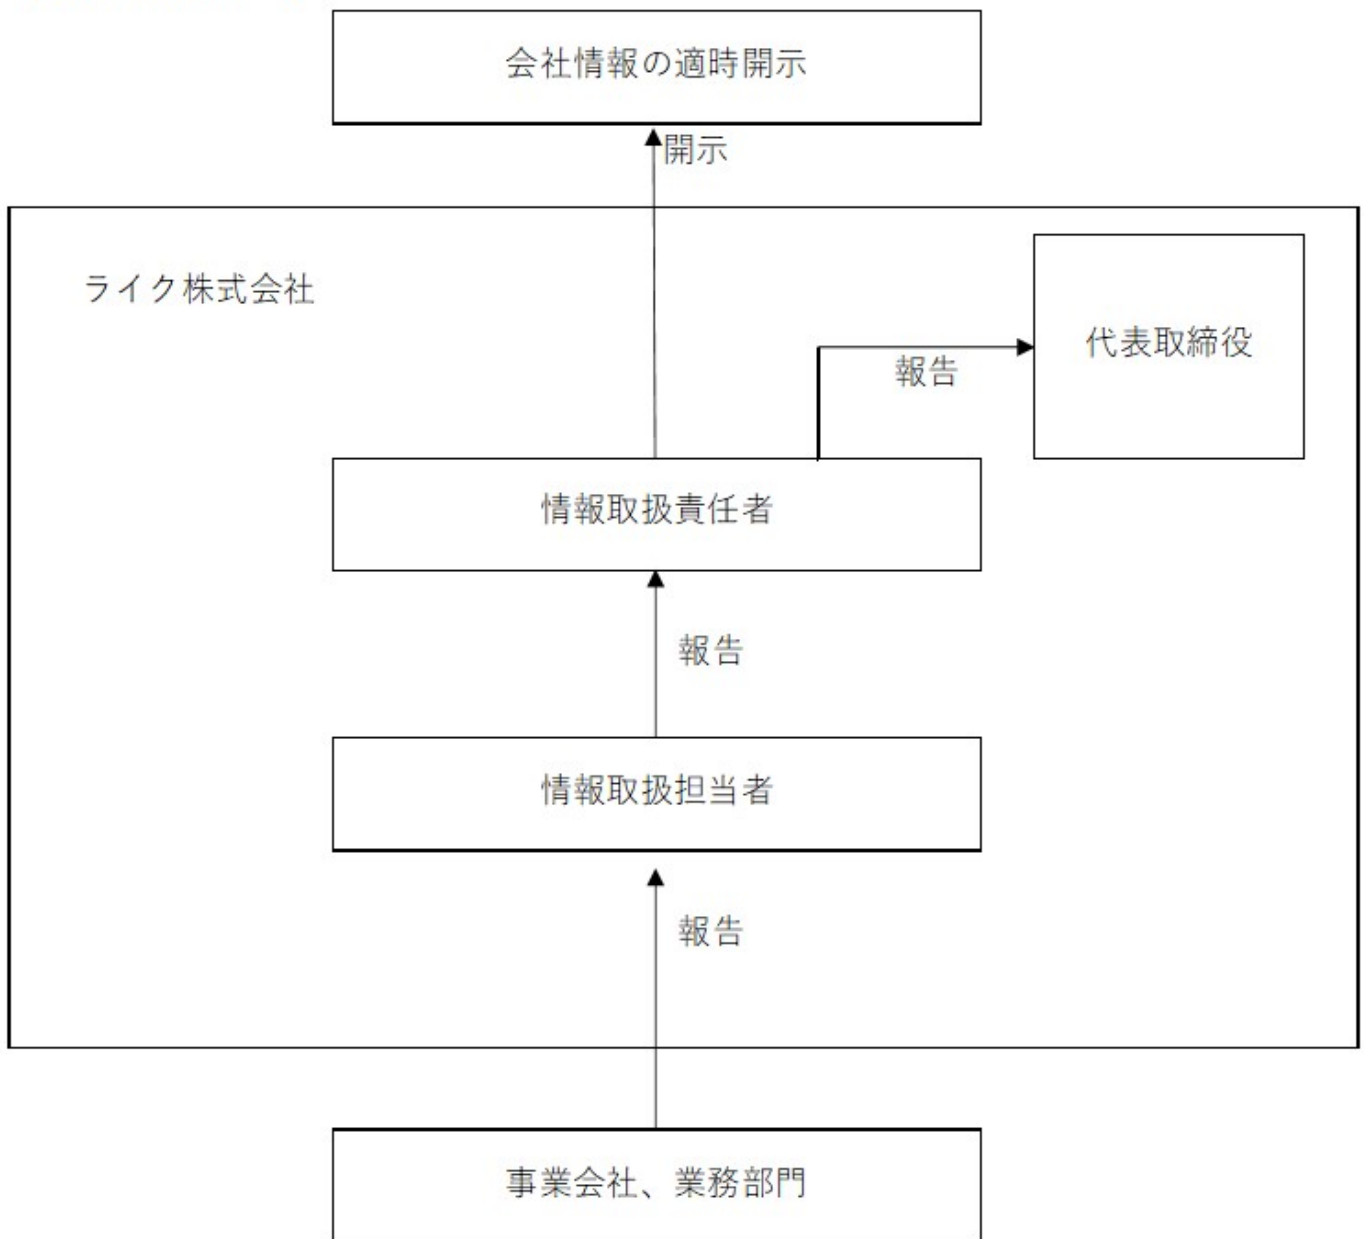 会社情報の適時開示
開示
ライク株式会社
代表取締役
報告
情報取扱責任者
報告
情報取扱担当者
報告
事業会社、業務部門